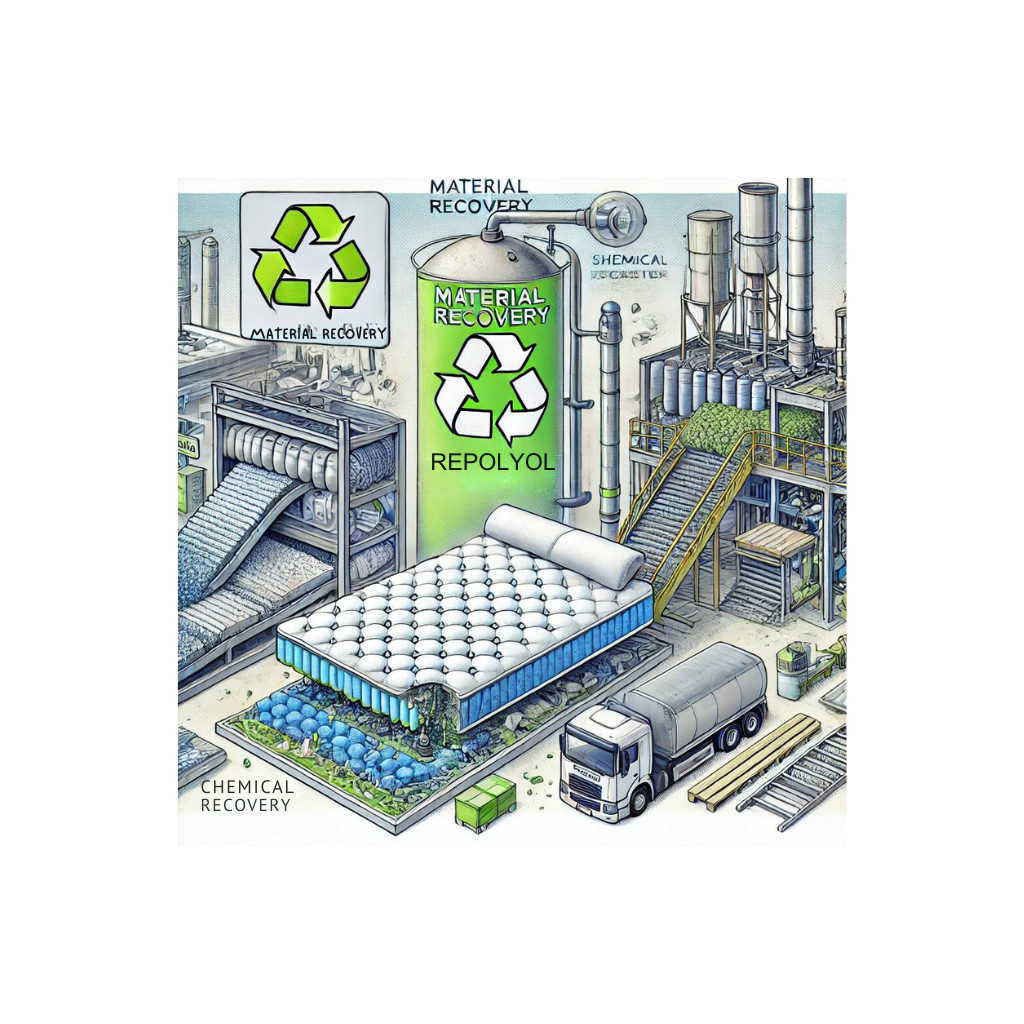 MATERIAL
RECOVERY
MATERIAL RECOVERY
SHEMICAL
MATERIAL
RECOVERY
REPOLYOL
CHEMICAL
RECOVERY